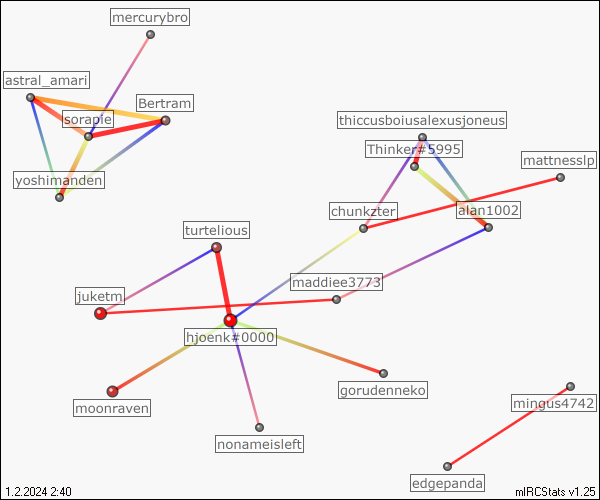 mercurybro
astral_amari
Bertram
sorapie
thiccusboiusalexusjoneus
Thinker#5995
mattnesslp
yoshimanden
chunkzter
alan1002
turtelious
maddiee3773
juketm
hjoenk#0000
gorudenneko
moonraven
mingus4742
nonameisleft
edgepanda
1.2.2024 2:40
mIRCStats v1.25